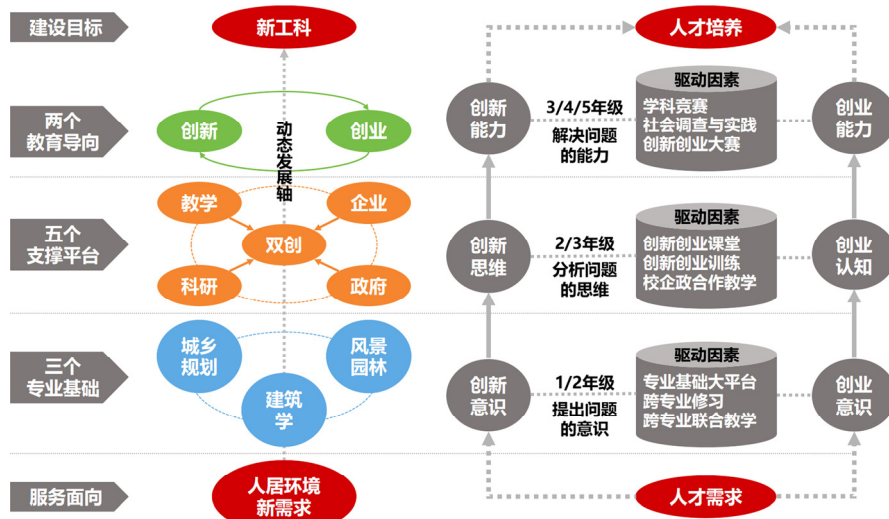 建设目标
新工科
人才培养
两个
教育导向
创新
创业
动态发展轴
创新
能力
3/4/5年级
解决问题
的能力
驱动因素
学科竞赛
社会调查与实践
创新创业大赛
创业
能力
五个
支撑平台
教学
企业
双创
科研
政府
创新
思维
2/3年级
分析问题
的思维
驱动因素
创新创业课堂
创新创业训练
校企政合作教学
创业
认知
三个
专业基础
城乡
规划
风景
园林
建筑
学
创新
意识
1/2年级
提出问题
的意识
驱动因素
专业基础大平台
跨专业修习
跨专业联合教学
创业
意识
服务面向
人居环境
新需求
人才需求